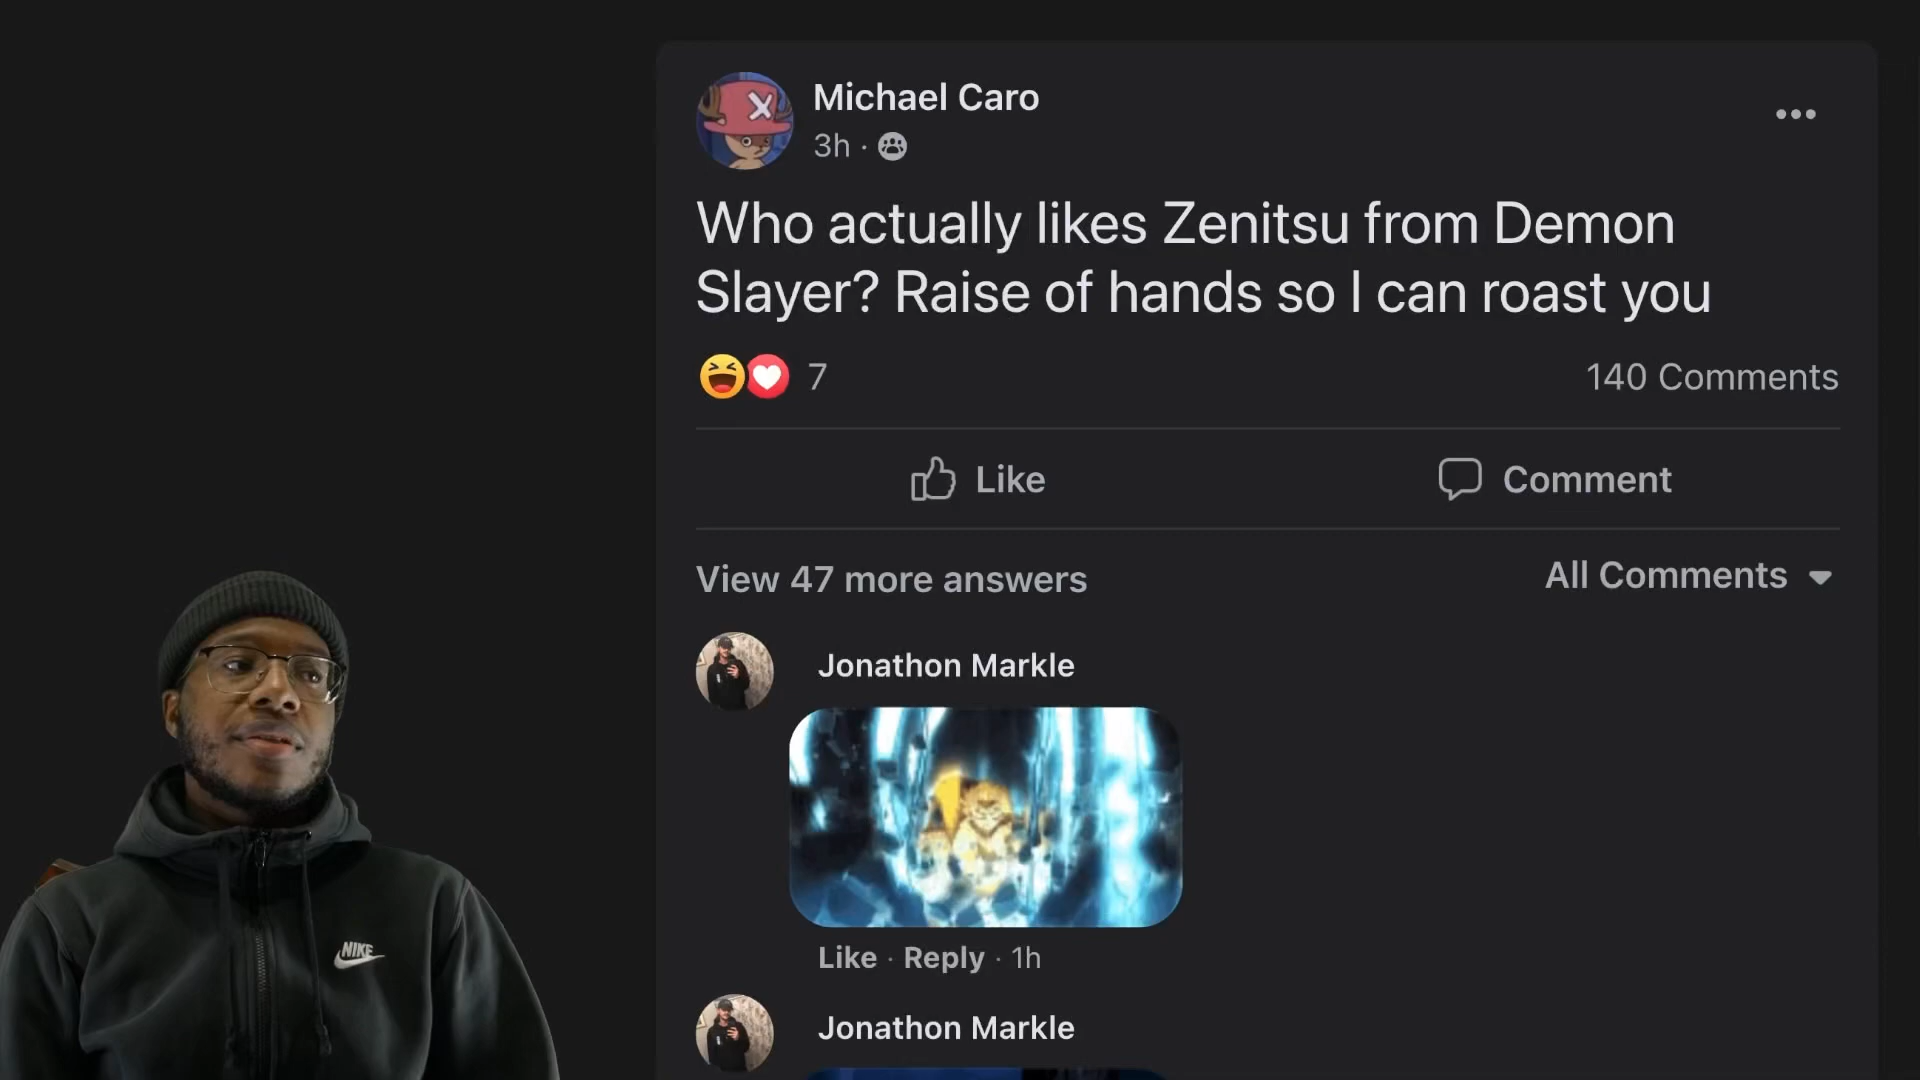 Michael Caro
3h ·
Who actually likes Zenitsu from Demon
Slayer? Raise of hands so I can roast you
7
140 Comments
Like
Comment
View 47 more answers
All Comments
Jonathon Markle
Like · Reply · 1h
Jonathon Markle
NIKE